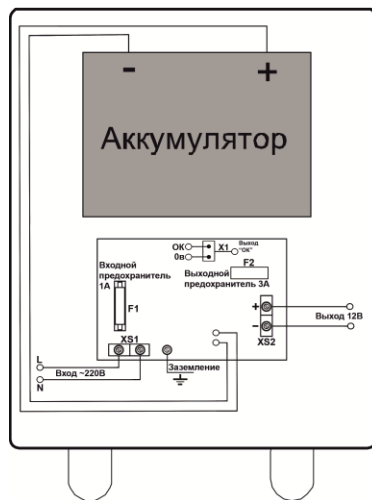 - +
Аккумулятор
ОК
0в
X1
Выход
"ОК"
Входной
предохранитель
1А
F1
F2
Выходной
предохранитель 3А
+
-
XS2
Выход 12В
XS1
L
N
Вход ~220В
Заземление